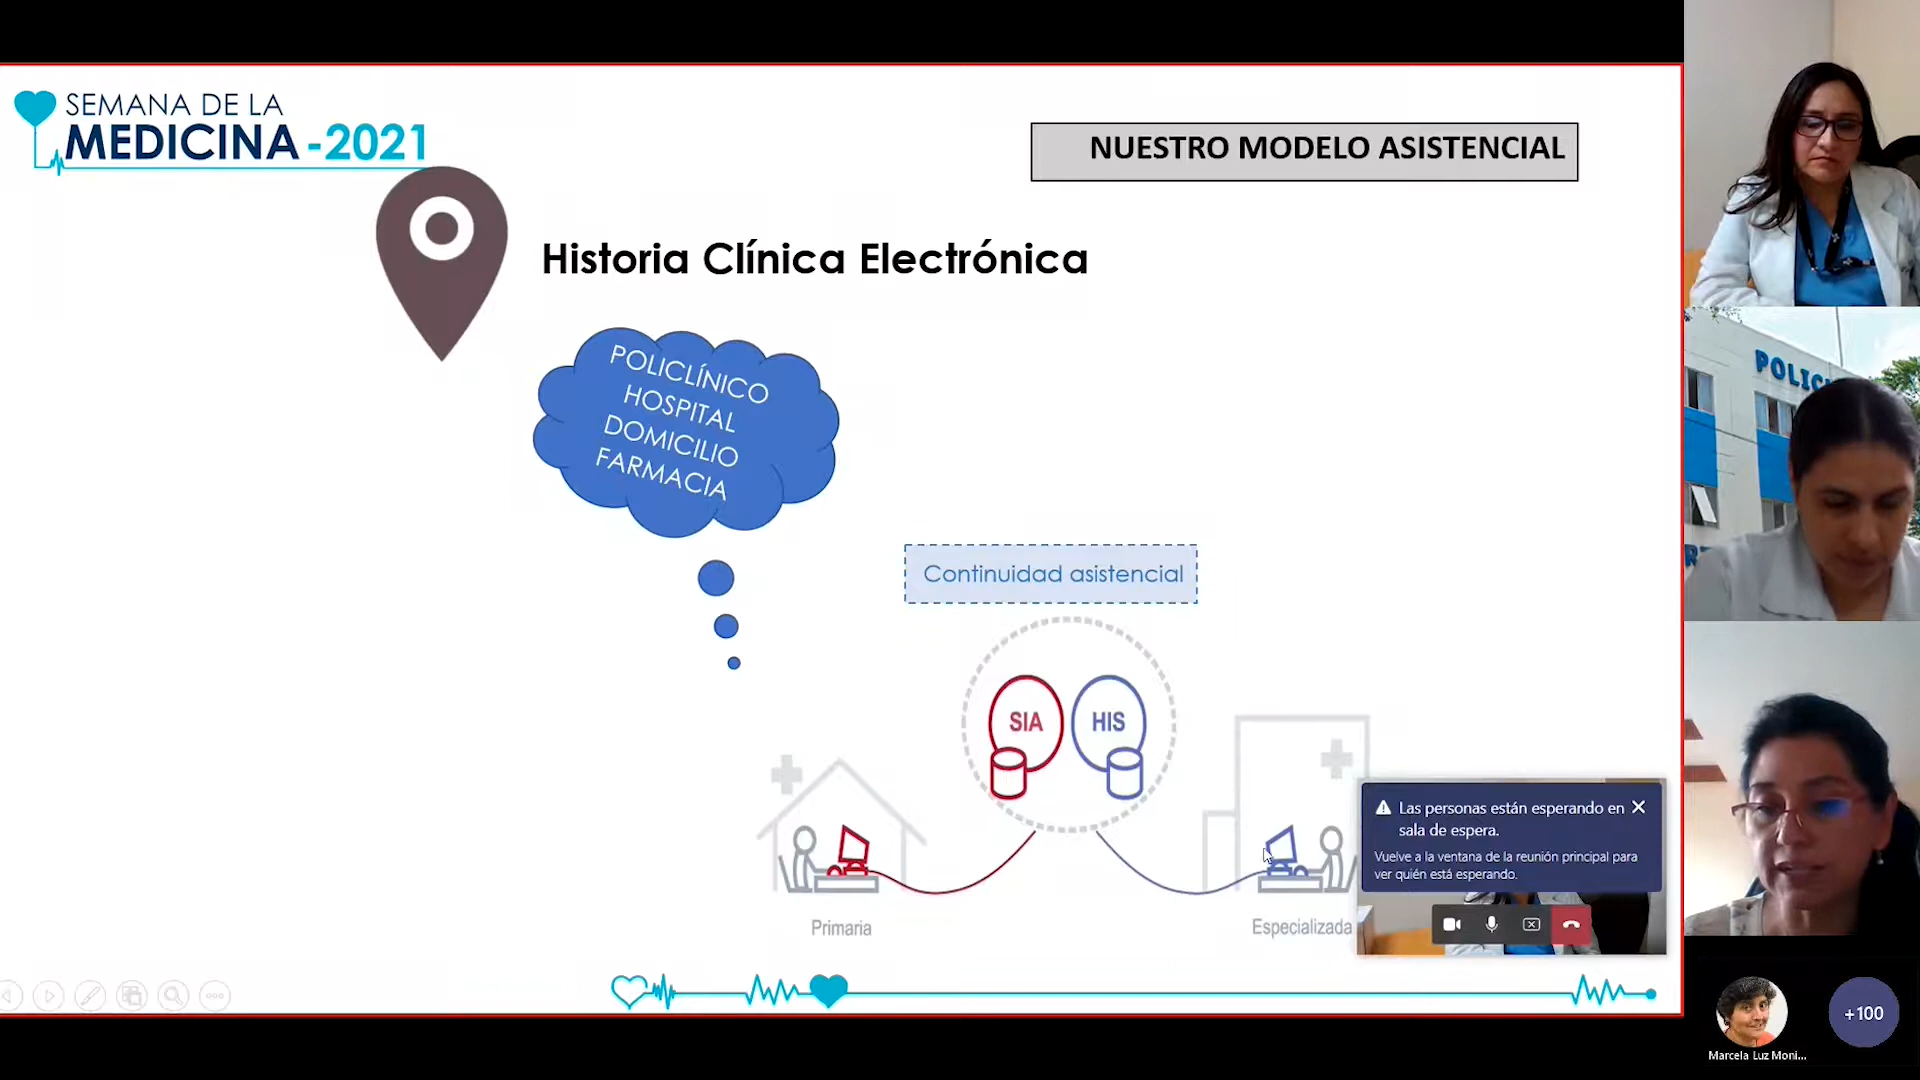 SEMANA DE LA
MEDICINA -2021
NUESTRO MODELO ASISTENCIAL
Historia Clínica Electrónica
POLICLÍNICO
HOSPITAL
DOMICILIO
FARMACIA
Continuidad asistencial
SIA
HIS
Primaria
Especializada
Las personas están esperando en
sala de espera.
Vuelve a la ventana de la reunión principal para
ver quién está esperando.
POLIC
Marcela Luz Moni...
+100